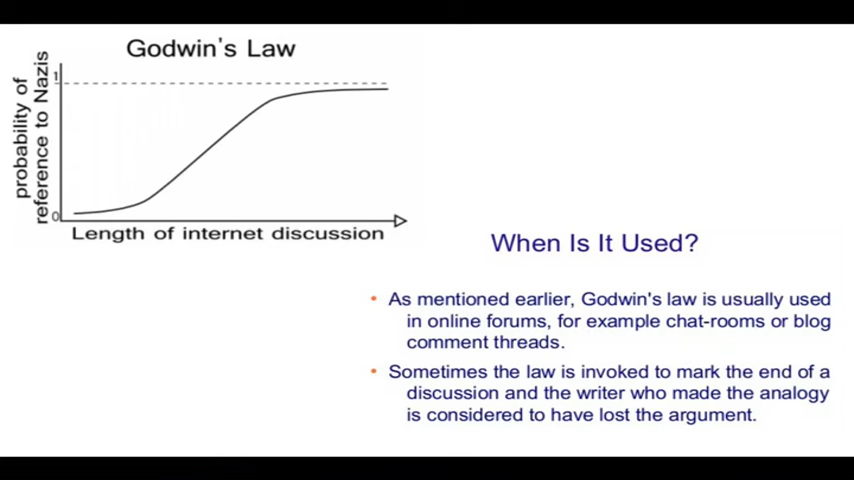 Godwin's Law
probability of
reference to Nazis
1
0
Length of internet discussion
When Is It Used?
• As mentioned earlier, Godwin's law is usually used
in online forums, for example chat-rooms or blog
comment threads.
• Sometimes the law is invoked to mark the end of a
discussion and the writer who made the analogy
is considered to have lost the argument.